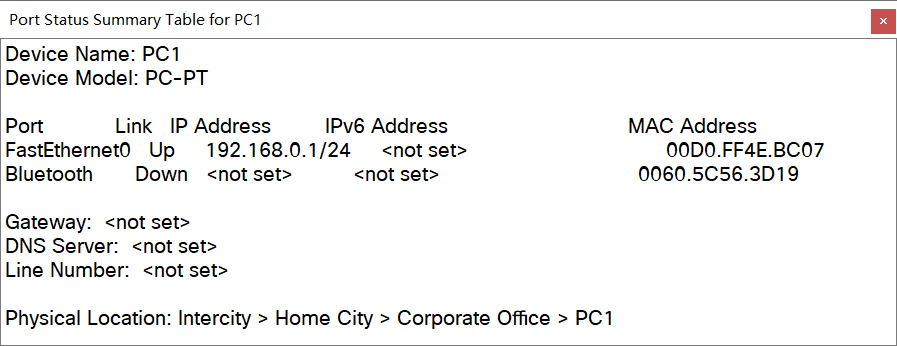 Port Status Summary Table for PC1
Device Name: PC1
Device Model: PC-PT
Port Link IP Address IPv6 Address MAC Address
FastEthernet0 Up 192.168.0.1/24 <not set> 00D0.FF4E.BC07
Bluetooth Down <not set> <not set> 0060.5C56.3D19
Gateway: <not set>
DNS Server: <not set>
Line Number: <not set>
Physical Location: Intercity > Home City > Corporate Office > PC1